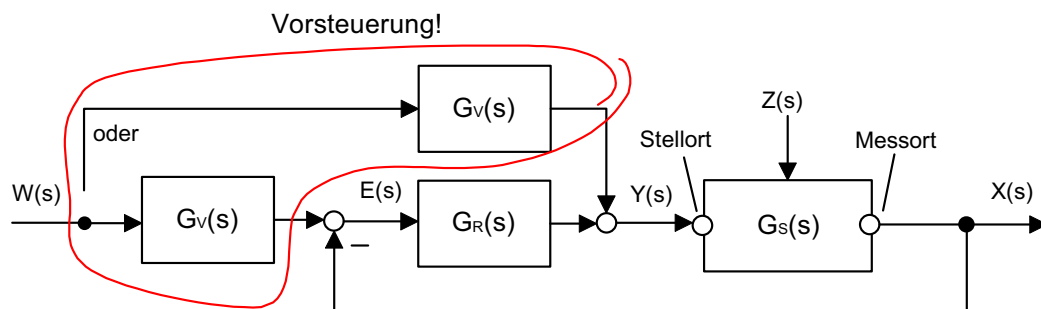 Vorsteuerung!
Gv(s)
Z(s)
oder
Stellort
Messort
W(s)
E(s)
Y(s)
X(s)
Gv(s)
GR(s)
Gs(s)
–